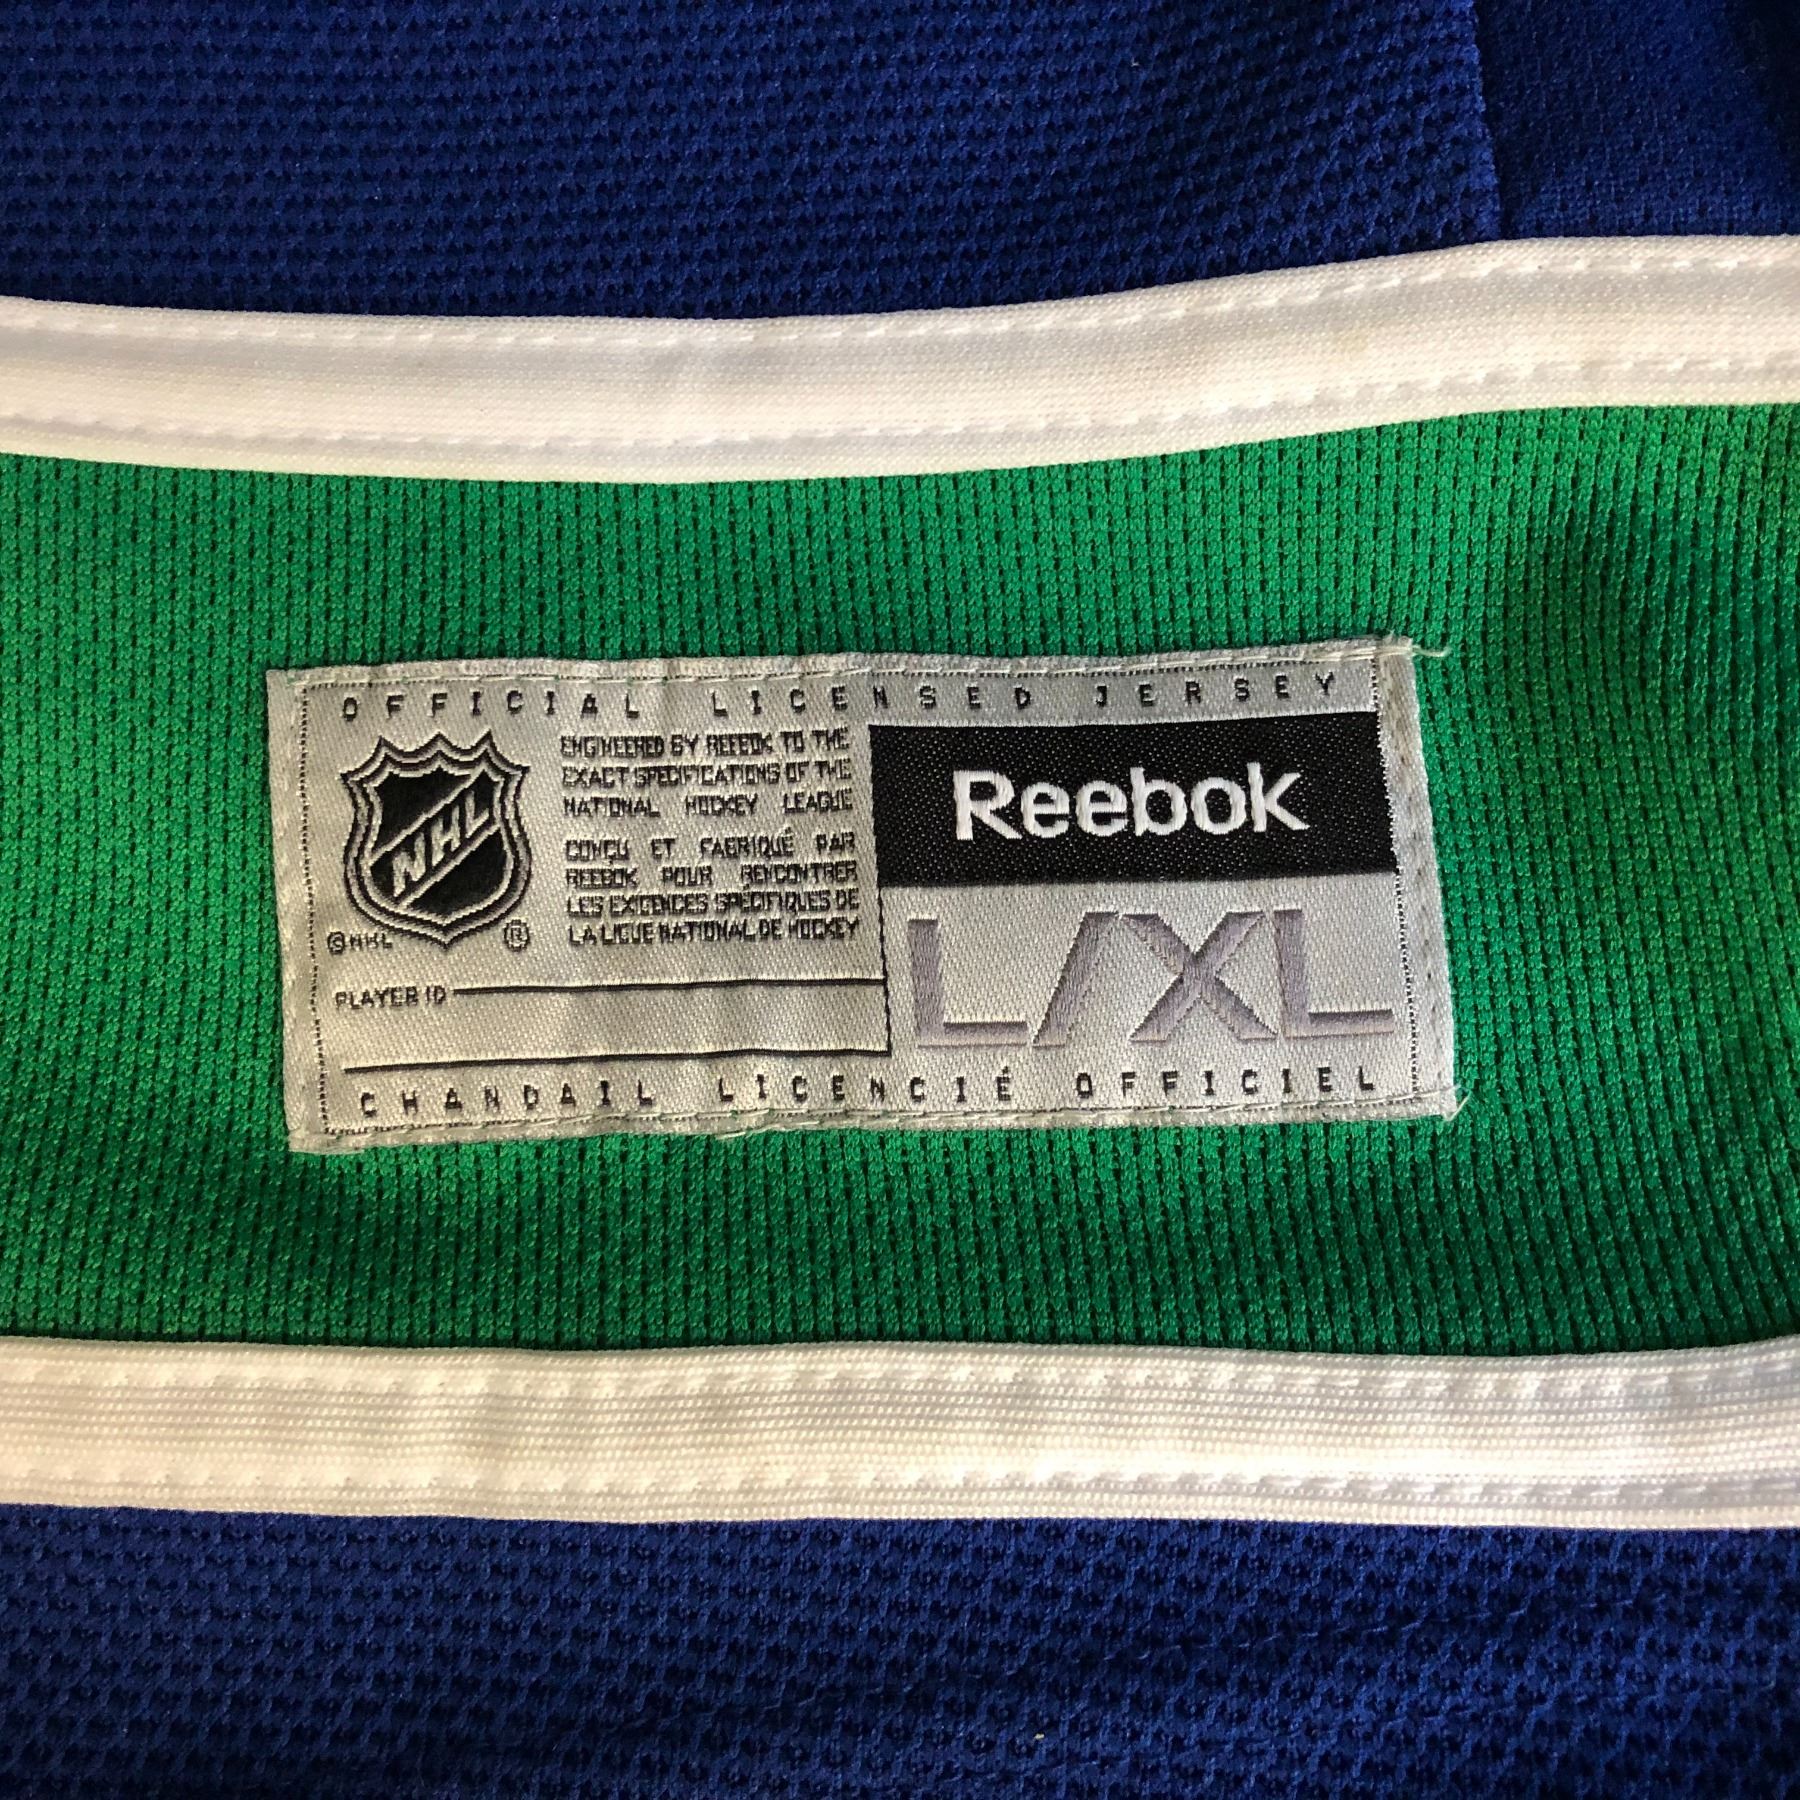 OFFICIAL LICENSED JERSEY
NHL
©NHL
®
ENGINEERED BY REEBOK TO THE
EXACT SPECIFICATIONS OF THE
NATIONAL HOCKEY LEAGUE
CONÇU ET FABRIQUÉ PAR
REEBOK POUR RENCONTRER
LES EXIGENCES SPÉCIFIQUES DE
LA LIGUE NATIONAL DE HOCKEY
Reebok
L/XL
PLAYER ID
CHANDAIL LICENCIÉ OFFICIEL